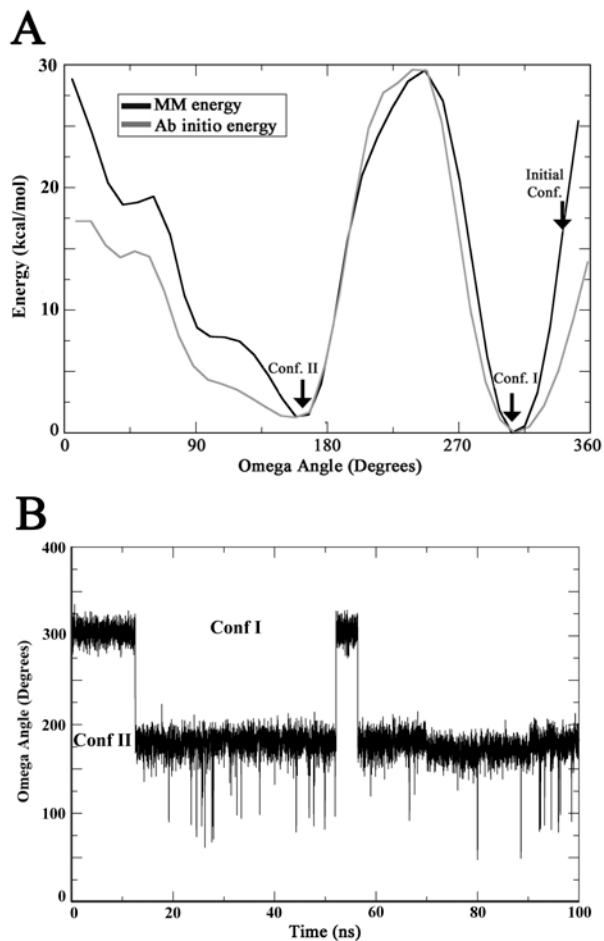 A
30
20
10
0
Energy (kcal/mol)
MM energy
Ab initio energy
Initial
Conf.
Conf. II
Conf. I
0 90 180 270 360
Omega Angle (Degrees)
B
400
300
200
100
0
Omega Angle (Degrees)
Conf I
Conf II
0 20 40 60 80 100
Time (ns)